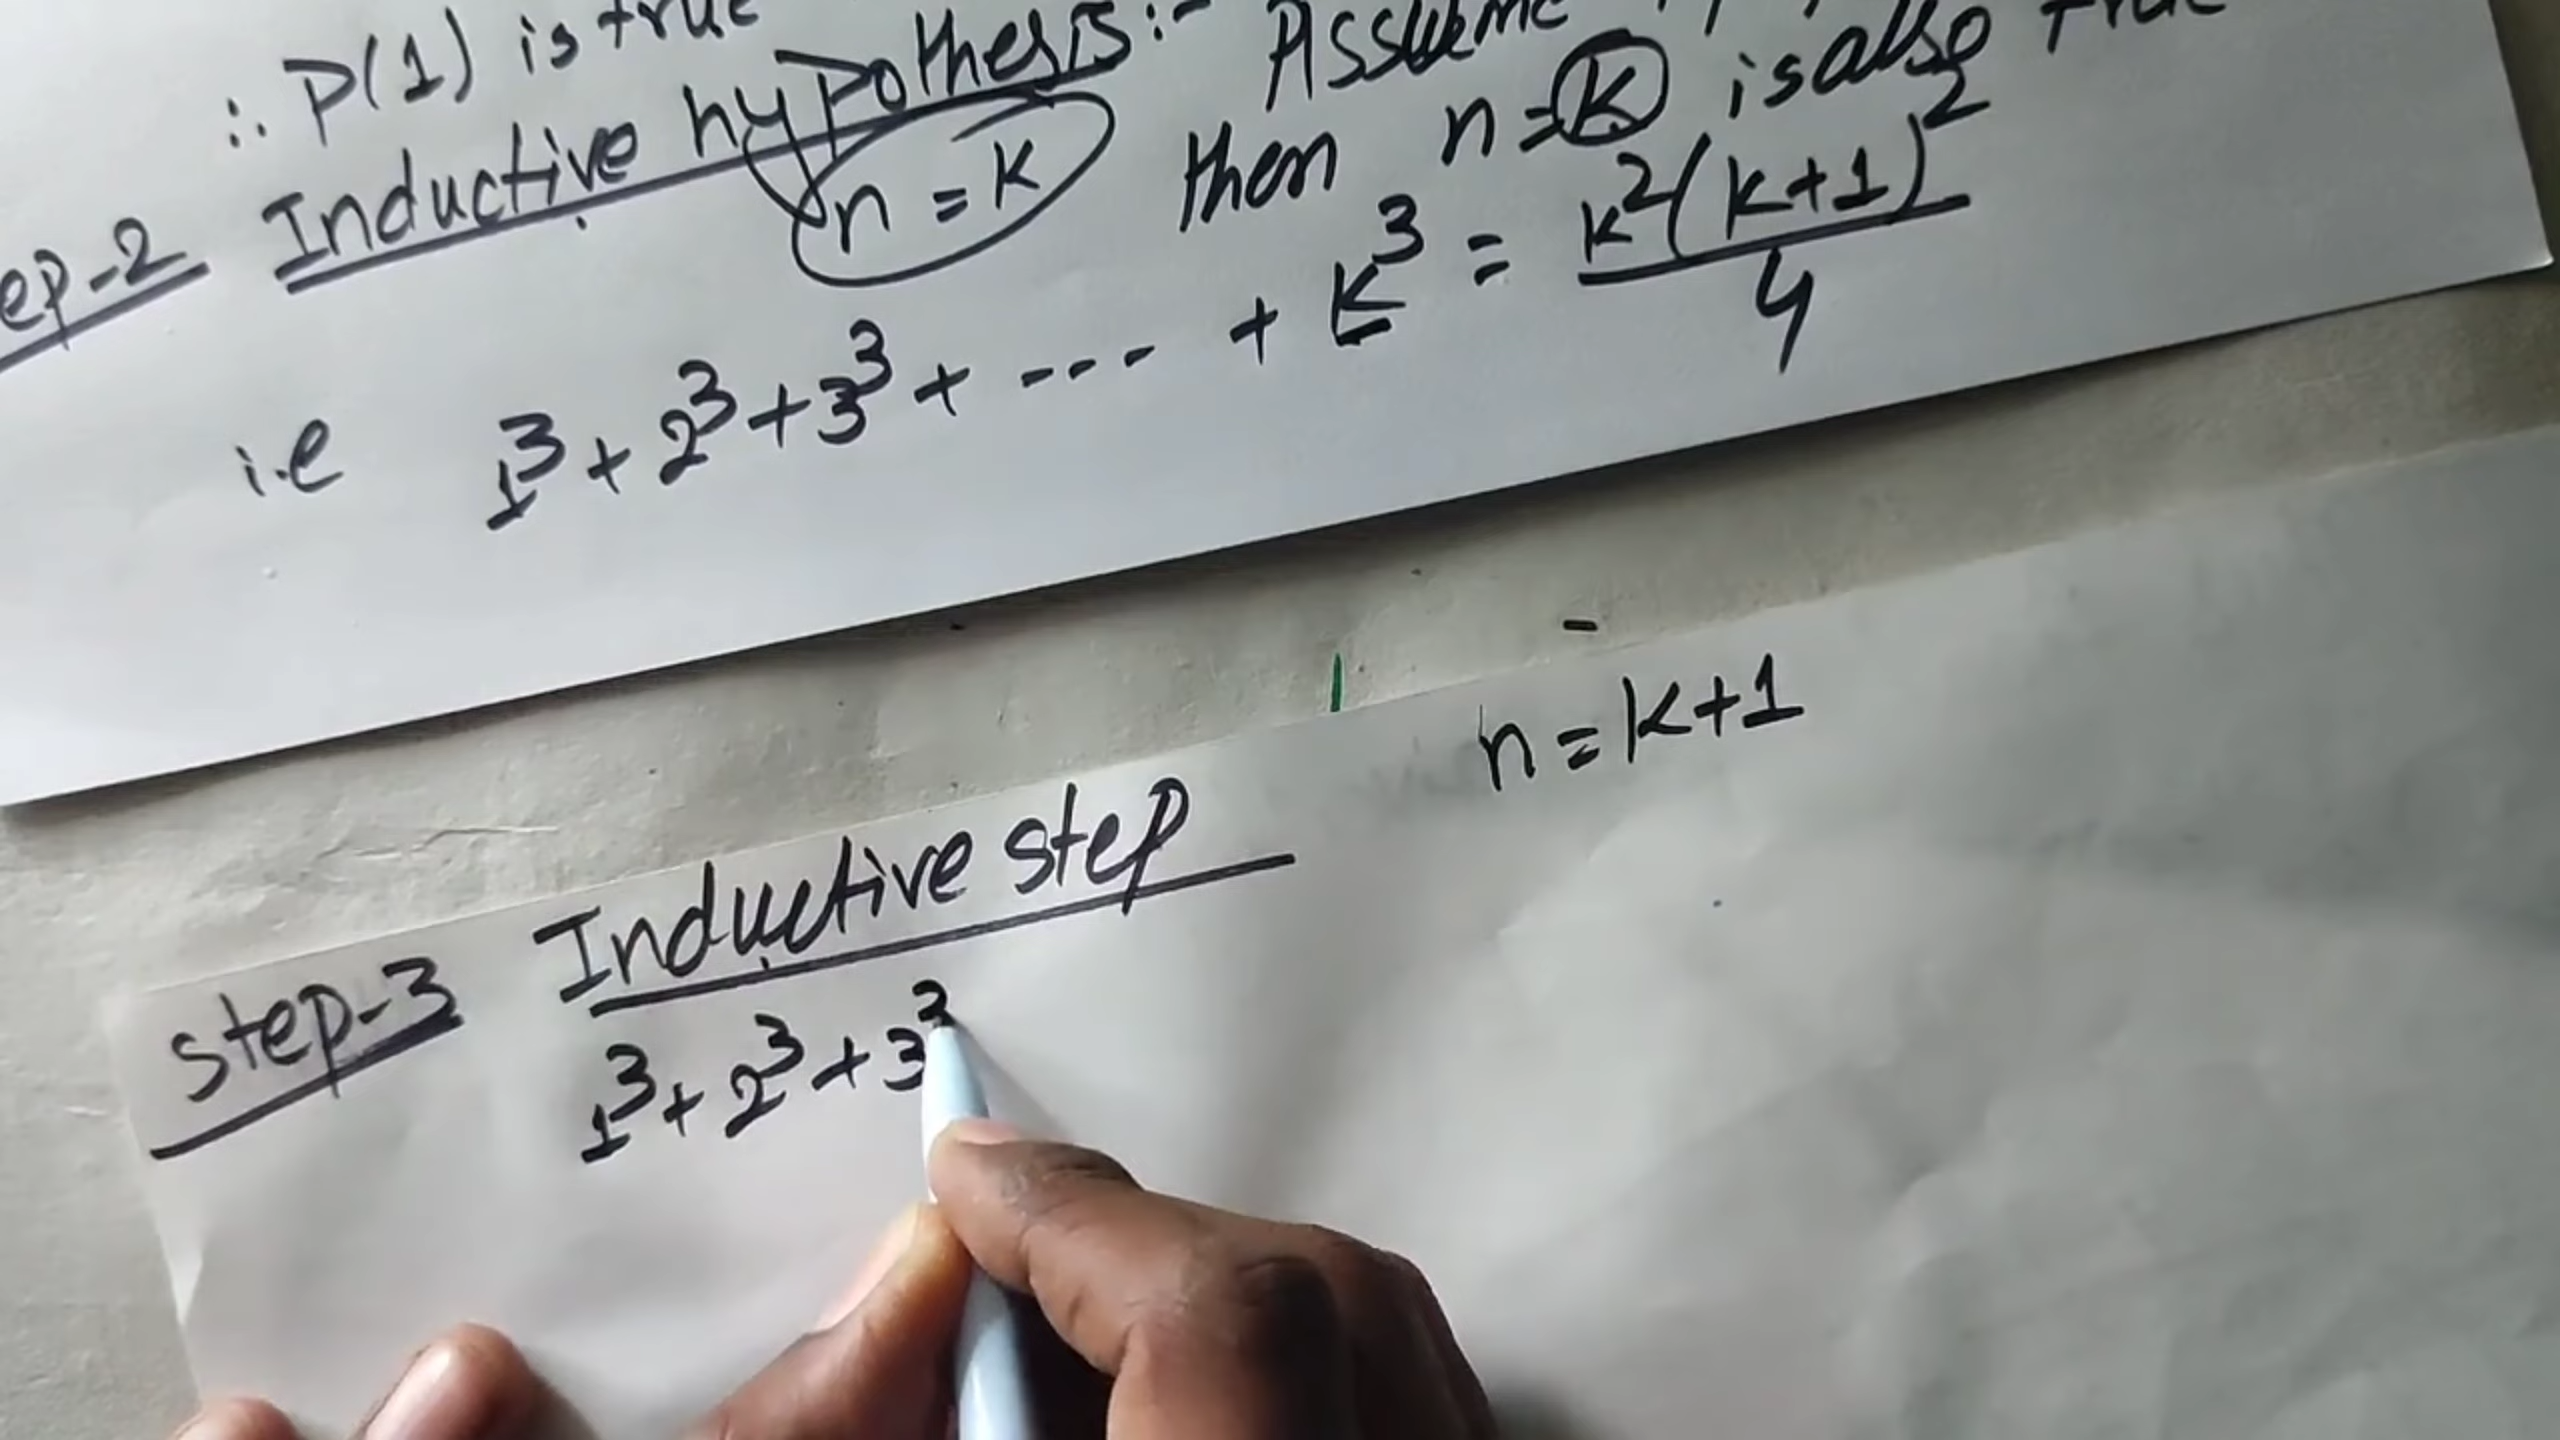 ∴ P(1) is true
ep-2 Inductive hypothesis:- Assume
n = k then n = k is also true
i.e 1³ + 2³ + 3³ + ---- + k³ = k²(k+1)²/4
n = k+1
step-3 Inductive step
1³ + 2³ + 3³